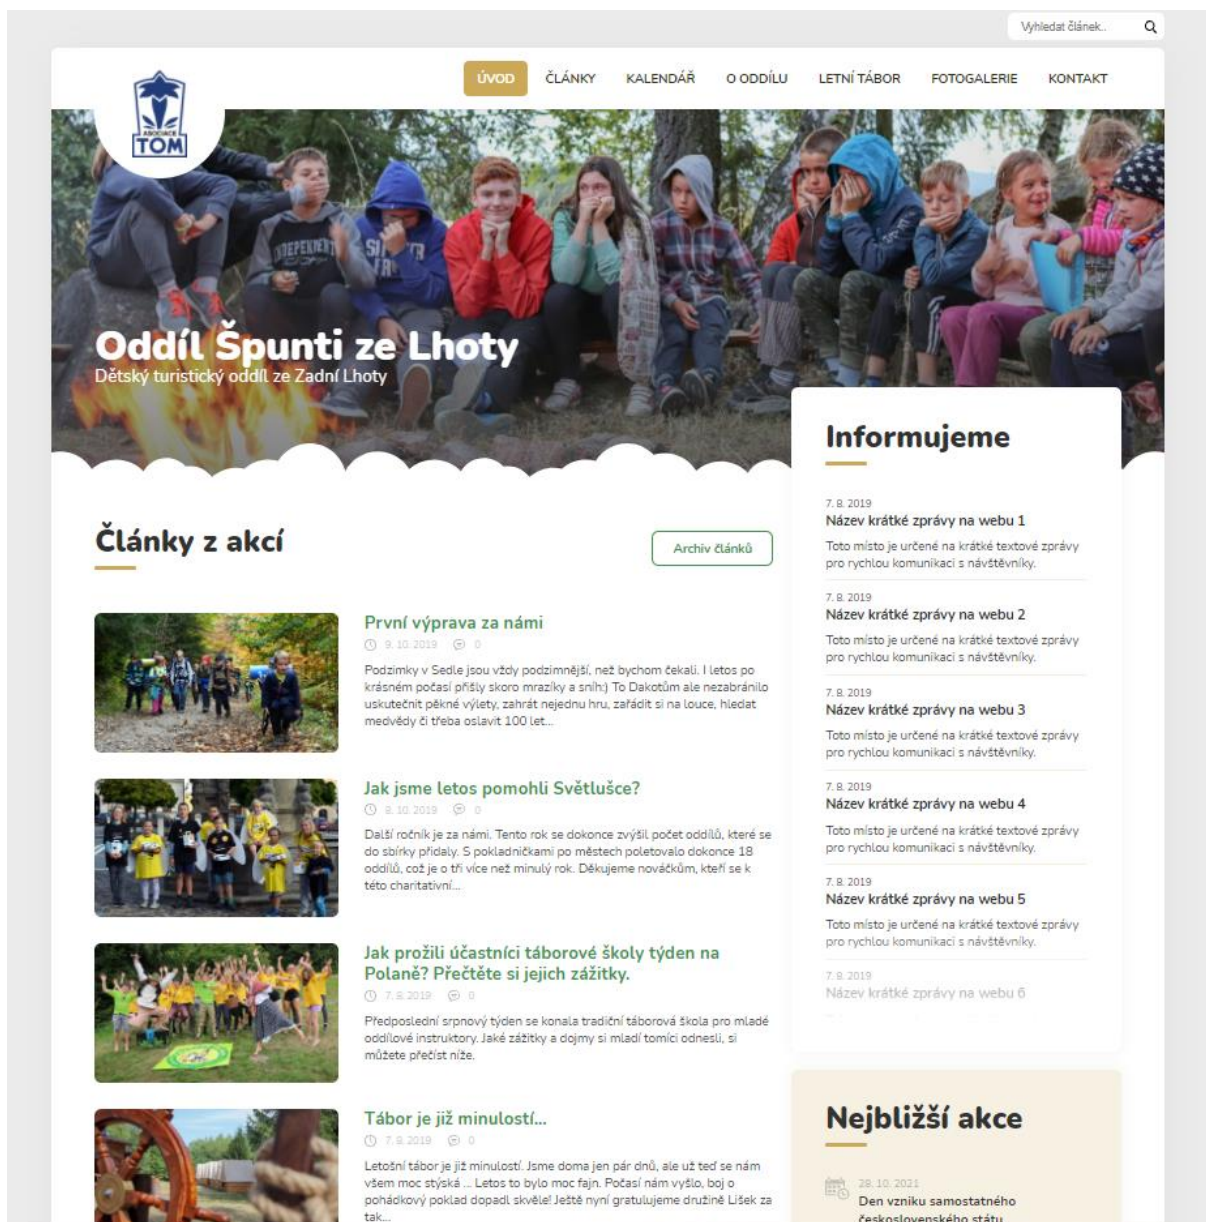 Vyhledat článek..
ASOCIACE
TOM
ÚVOD ČLÁNKY KALENDÁŘ O ODDÍLU LETNÍ TÁBOR FOTOGALERIE KONTAKT
INDEPENDENT
Oddíl Špunti ze Lhoty
Dětský turistický oddíl ze Zadní Lhoty
Články z akcí
Archiv článků
První výprava za námi
9. 10. 2019 0
Podzimky v Sedle jsou vždy podzimnější, než bychom čekali. I letos po
krásném počasí přišly skoro mrazíky a sníh:) To Dakotům ale nezabránilo
uskutečnit pěkné výlety, zahrát nejednu hru, zařádit si na louce, hledat
medvědy či třeba oslavit 100 let...
Jak jsme letos pomohli Světlušce?
9. 10. 2019 0
Další ročník je za námi. Tento rok se dokonce zvýšil počet oddílů, které se
do sbírky přidaly. S pokladničkami po městech poletovalo dokonce 18
oddílů, což je o tři více než minulý rok. Děkujeme nováčkům, kteří se k
této charitativní...
Jak prožili účastníci táborové školy týden na
Polaně? Přečtěte si jejich zážitky.
7. 8. 2019 0
Předposlední srpnový týden se konala tradiční táborová škola pro mladé
oddílové instruktory. Jaké zážitky a dojmy si mladí tomíci odnesli, si
můžete přečíst níže.
Tábor je již minulostí...
7. 8. 2019 0
Letošní tábor je již minulostí. Jsme doma jen pár dnů, ale už teď se nám
všem moc stýská ... Letos to bylo moc fajn. Počasí nám vyšlo, boj o
pohádkový poklad dopadl skvěle! Ještě nyní gratulujeme družině Lišek za
tak...
Informujeme
7. 8. 2019
Název krátké zprávy na webu 1
Toto místo je určené na krátké textové zprávy
pro rychlou komunikaci s návštěvníky.
7. 8. 2019
Název krátké zprávy na webu 2
Toto místo je určené na krátké textové zprávy
pro rychlou komunikaci s návštěvníky.
7. 8. 2019
Název krátké zprávy na webu 3
Toto místo je určené na krátké textové zprávy
pro rychlou komunikaci s návštěvníky.
7. 8. 2019
Název krátké zprávy na webu 4
Toto místo je určené na krátké textové zprávy
pro rychlou komunikaci s návštěvníky.
7. 8. 2019
Název krátké zprávy na webu 5
Toto místo je určené na krátké textové zprávy
pro rychlou komunikaci s návštěvníky.
7. 8. 2019
Název krátké zprávy na webu 6
Nejbližší akce
28. 10. 2021
Den vzniku samostatného
československého státu